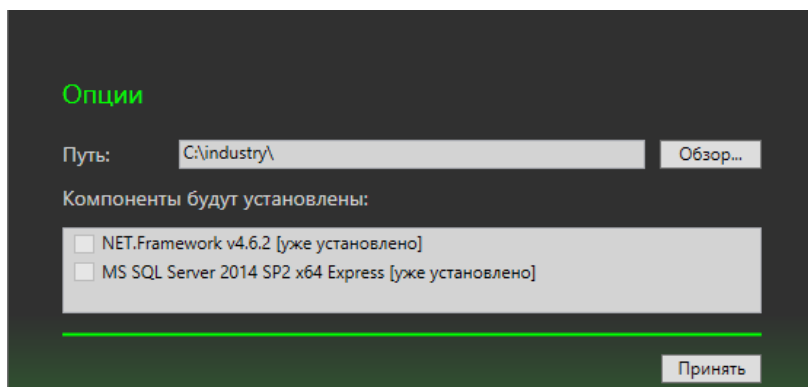 Опции
Путь: C:\industry\ Обзор...
Компоненты будут установлены:
NET.Framework v4.6.2 [уже установлено]
MS SQL Server 2014 SP2 x64 Express [уже установлено]
Принять